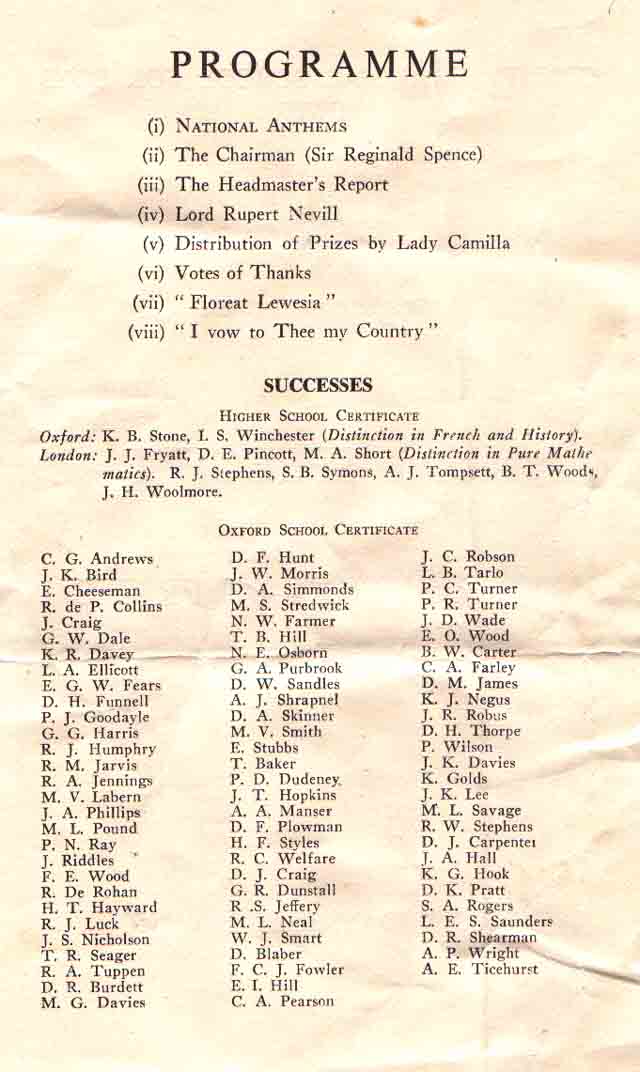 PROGRAMME
(i) NATIONAL ANTHEMS
(ii) The Chairman (Sir Reginald Spence)
(iii) The Headmaster's Report
(iv) Lord Rupert Nevill
(v) Distribution of Prizes by Lady Camilla
(vi) Votes of Thanks
(vii) " Floreat Lewesia "
(viii) " I vow to Thee my Country "
SUCCESSES
HIGHER SCHOOL CERTIFICATE
Oxford: K. B. Stone, I. S. Winchester (Distinction in French and History).
London: J. J. Fryatt, D. E. Pincott, M. A. Short (Distinction in Pure Mathe
matics). R. J. Stephens, S. B. Symons, A. J. Tompsett, B. T. Woods,
J. H. Woolmore.
OXFORD SCHOOL CERTIFICATE
C. G. Andrews
J. K. Bird
E. Cheeseman
R. de P. Collins
J. Craig
G. W. Dale
K. R. Davey
L. A. Ellicott
E. G. W. Fears
D. H. Funnell
P. J. Goodayle
G. G. Harris
R. J. Humphry
R. M. Jarvis
R. A. Jennings
M. V. Labern
J. A. Phillips
M. L. Pound
P. N. Ray
J. Riddles
F. E. Wood
R. De Rohan
H. T. Hayward
R. J. Luck
J. S. Nicholson
T. R. Seager
R. A. Tuppen
D. R. Burdett
M. G. Davies
D. F. Hunt
J. W. Morris
D. A. Simmonds
M. S. Stredwick
N. W. Farmer
T. B. Hill
N. E. Osborn
G. A. Purbrook
D. W. Sandles
A. J. Shrapnel
D. A. Skinner
M. V. Smith
E. Stubbs
T. Baker
P. D. Dudeney
J. T. Hopkins
A. A. Manser
D. F. Plowman
H. F. Styles
R. C. Welfare
D. J. Craig
G. R. Dunstall
R .S. Jeffery
M. L. Neal
W. J. Smart
D. Blaber
F. C. J. Fowler
E. I. Hill
C. A. Pearson
J. C. Robson
L. B. Tarlo
P. C. Turner
P. R. Turner
J. D. Wade
E. O. Wood
B. W. Carter
C. A. Farley
D. M. James
K. J. Negus
J. R. Robus
D. H. Thorpe
P. Wilson
J. K. Davies
K. Golds
J. K. Lee
M. L. Savage
R. W. Stephens
D. J. Carpenter
J. A. Hall
K. G. Hook
D. K. Pratt
S. A. Rogers
L. E. S. Saunders
D. R. Shearman
A. P. Wright
A. E. Ticehurst